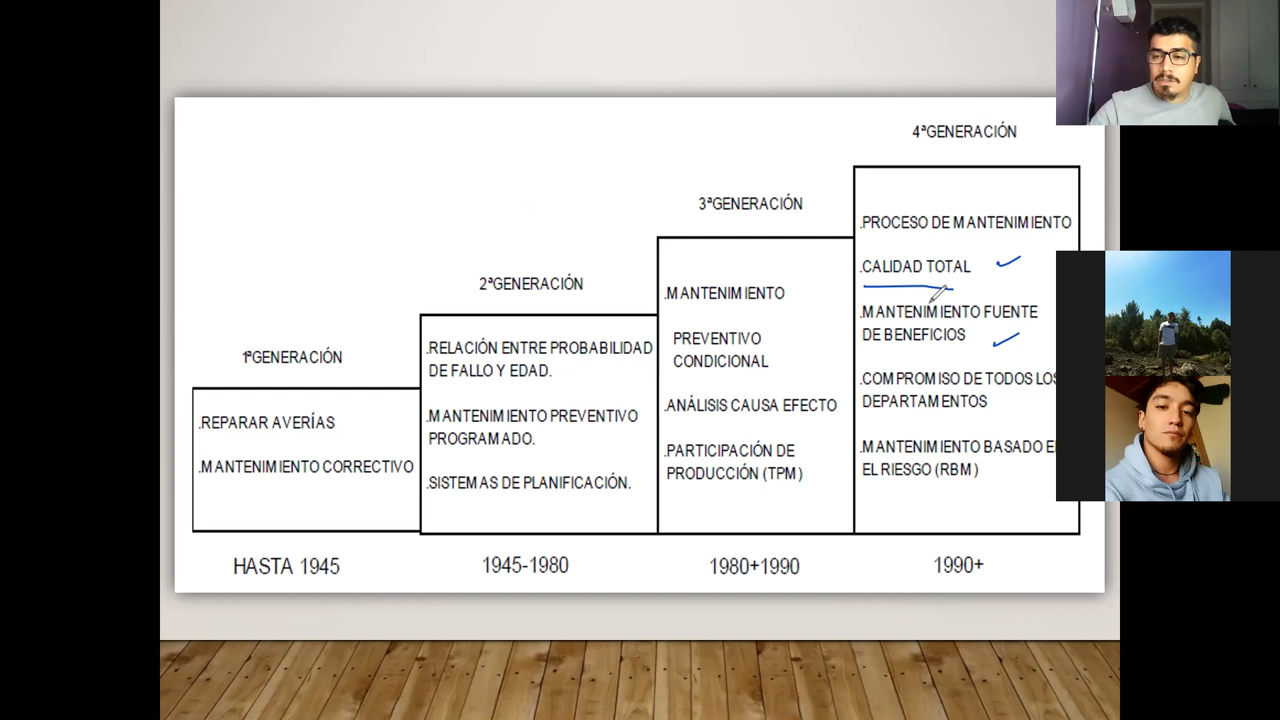 4ªGENERACIÓN
.PROCESO DE MANTENIMIENTO
.CALIDAD TOTAL
.MANTENIMIENTO FUENTE
DE BENEFICIOS
.COMPROMISO DE TODOS LOS
DEPARTAMENTOS
.MANTENIMIENTO BASADO
EL RIESGO (RBM)
1990+
3ªGENERACIÓN
.MANTENIMIENTO
PREVENTIVO
CONDICIONAL
.ANÁLISIS CAUSA EFECTO
.PARTICIPACIÓN DE
PRODUCCIÓN (TPM)
1980+1990
2ªGENERACIÓN
.RELACIÓN ENTRE PROBABILIDAD
DE FALLO Y EDAD.
.MANTENIMIENTO PREVENTIVO
PROGRAMADO.
.SISTEMAS DE PLANIFICACIÓN.
1945-1980
1ªGENERACIÓN
.REPARAR AVERÍAS
.MANTENIMIENTO CORRECTIVO
HASTA 1945